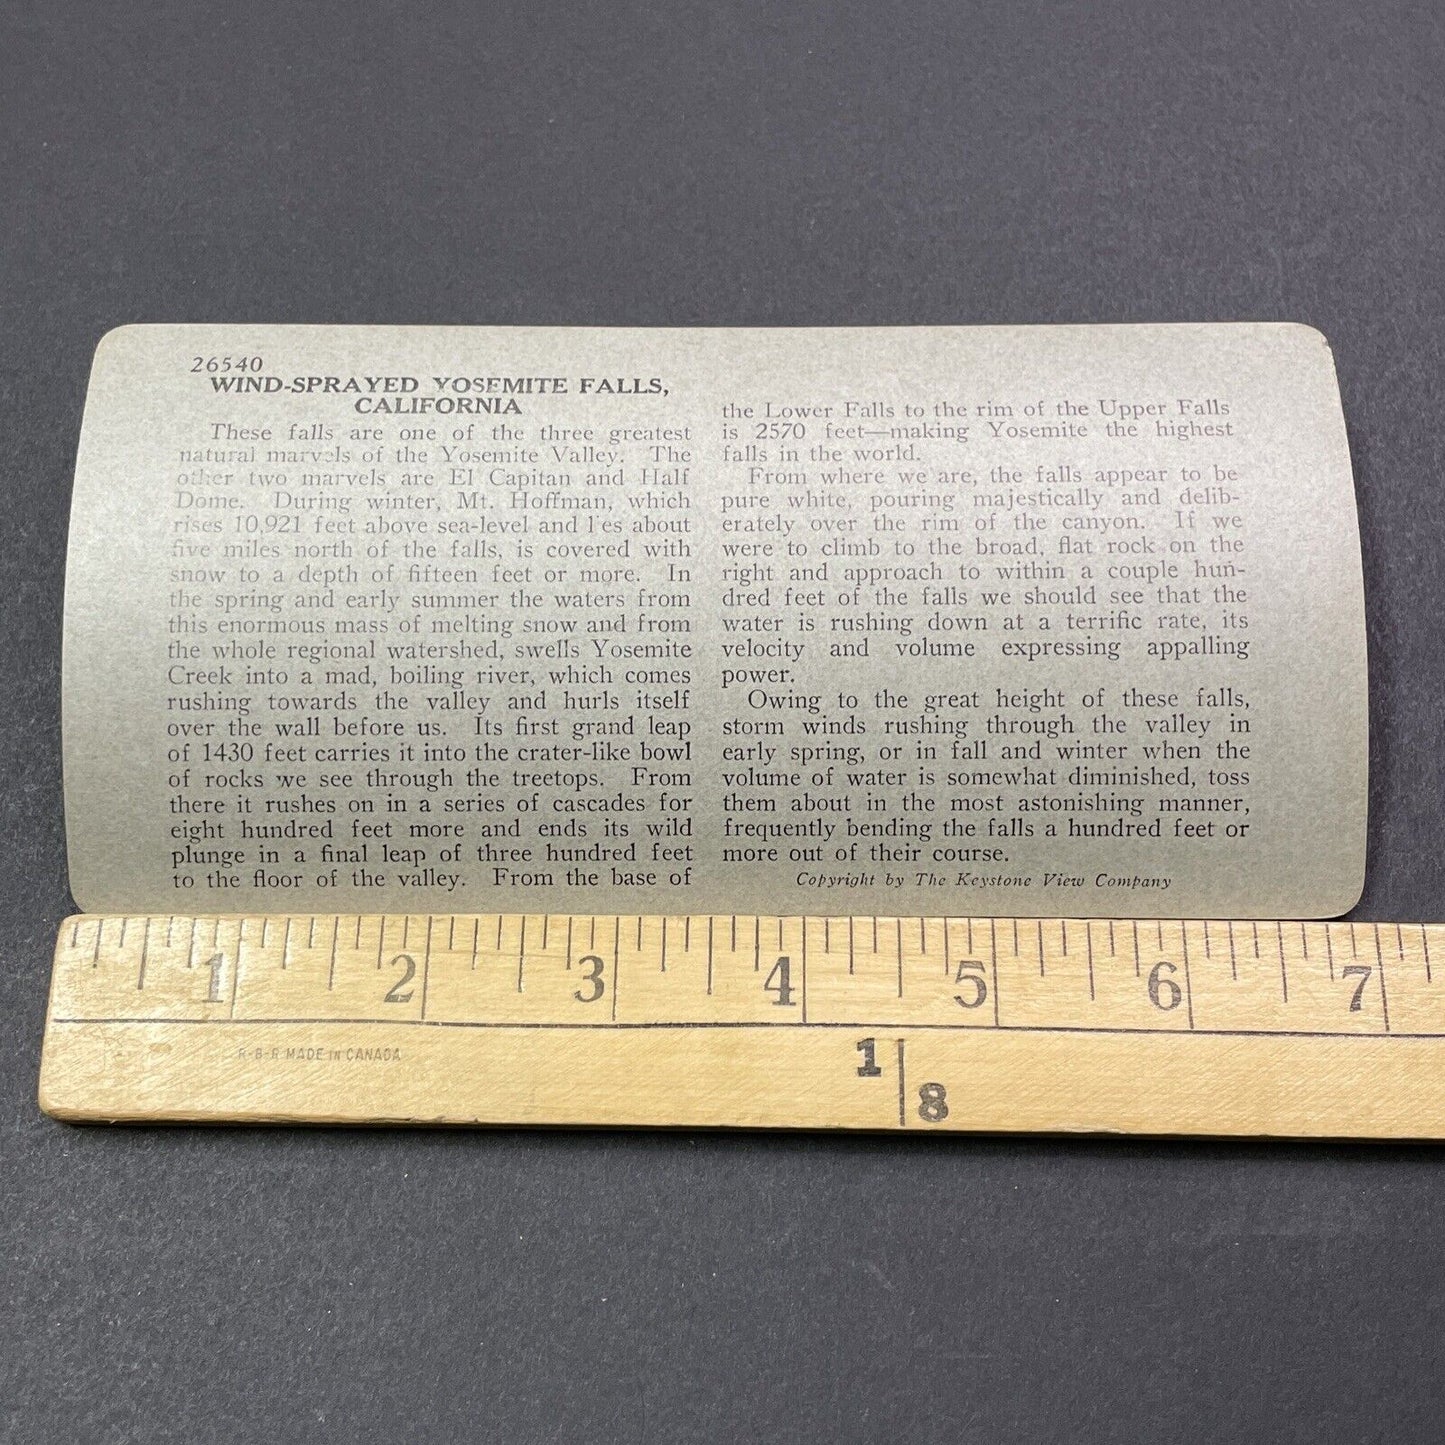 26540
WIND-SPRAYED YOSEMITE FALLS,
CALIFORNIA
These falls are one of the three greatest
natural marvels of the Yosemite Valley. The
other two marvels are El Capitan and Half
Dome. During winter, Mt. Hoffman, which
rises 10,921 feet above sea-level and lies about
five miles north of the falls, is covered with
snow to a depth of fifteen feet or more. In
the spring and early summer the waters from
this enormous mass of melting snow and from
the whole regional watershed, swells Yosemite
Creek into a mad, boiling river, which comes
rushing towards the valley and hurls itself
over the wall before us. Its first grand leap
of 1430 feet carries it into the crater-like bowl
of rocks we see through the treetops. From
there it rushes on in a series of cascades for
eight hundred feet more and ends its wild
plunge in a final leap of three hundred feet
to the floor of the valley. From the base of
the Lower Falls to the rim of the Upper Falls
is 2570 feet—making Yosemite the highest
falls in the world.
From where we are, the falls appear to be
pure white, pouring majestically and delib-
erately over the rim of the canyon. If we
were to climb to the broad, flat rock on the
right and approach to within a couple hun-
dred feet of the falls we should see that the
water is rushing down at a terrific rate, its
velocity and volume expressing appalling
power.
Owing to the great height of these falls,
storm winds rushing through the valley in
early spring, or in fall and winter when the
volume of water is somewhat diminished, toss
them about in the most astonishing manner,
frequently bending the falls a hundred feet or
more out of their course.
Copyright by The Keystone View Company
1 2 3 4 5 6 7
R-B-R MADE IN CANADA
1 8